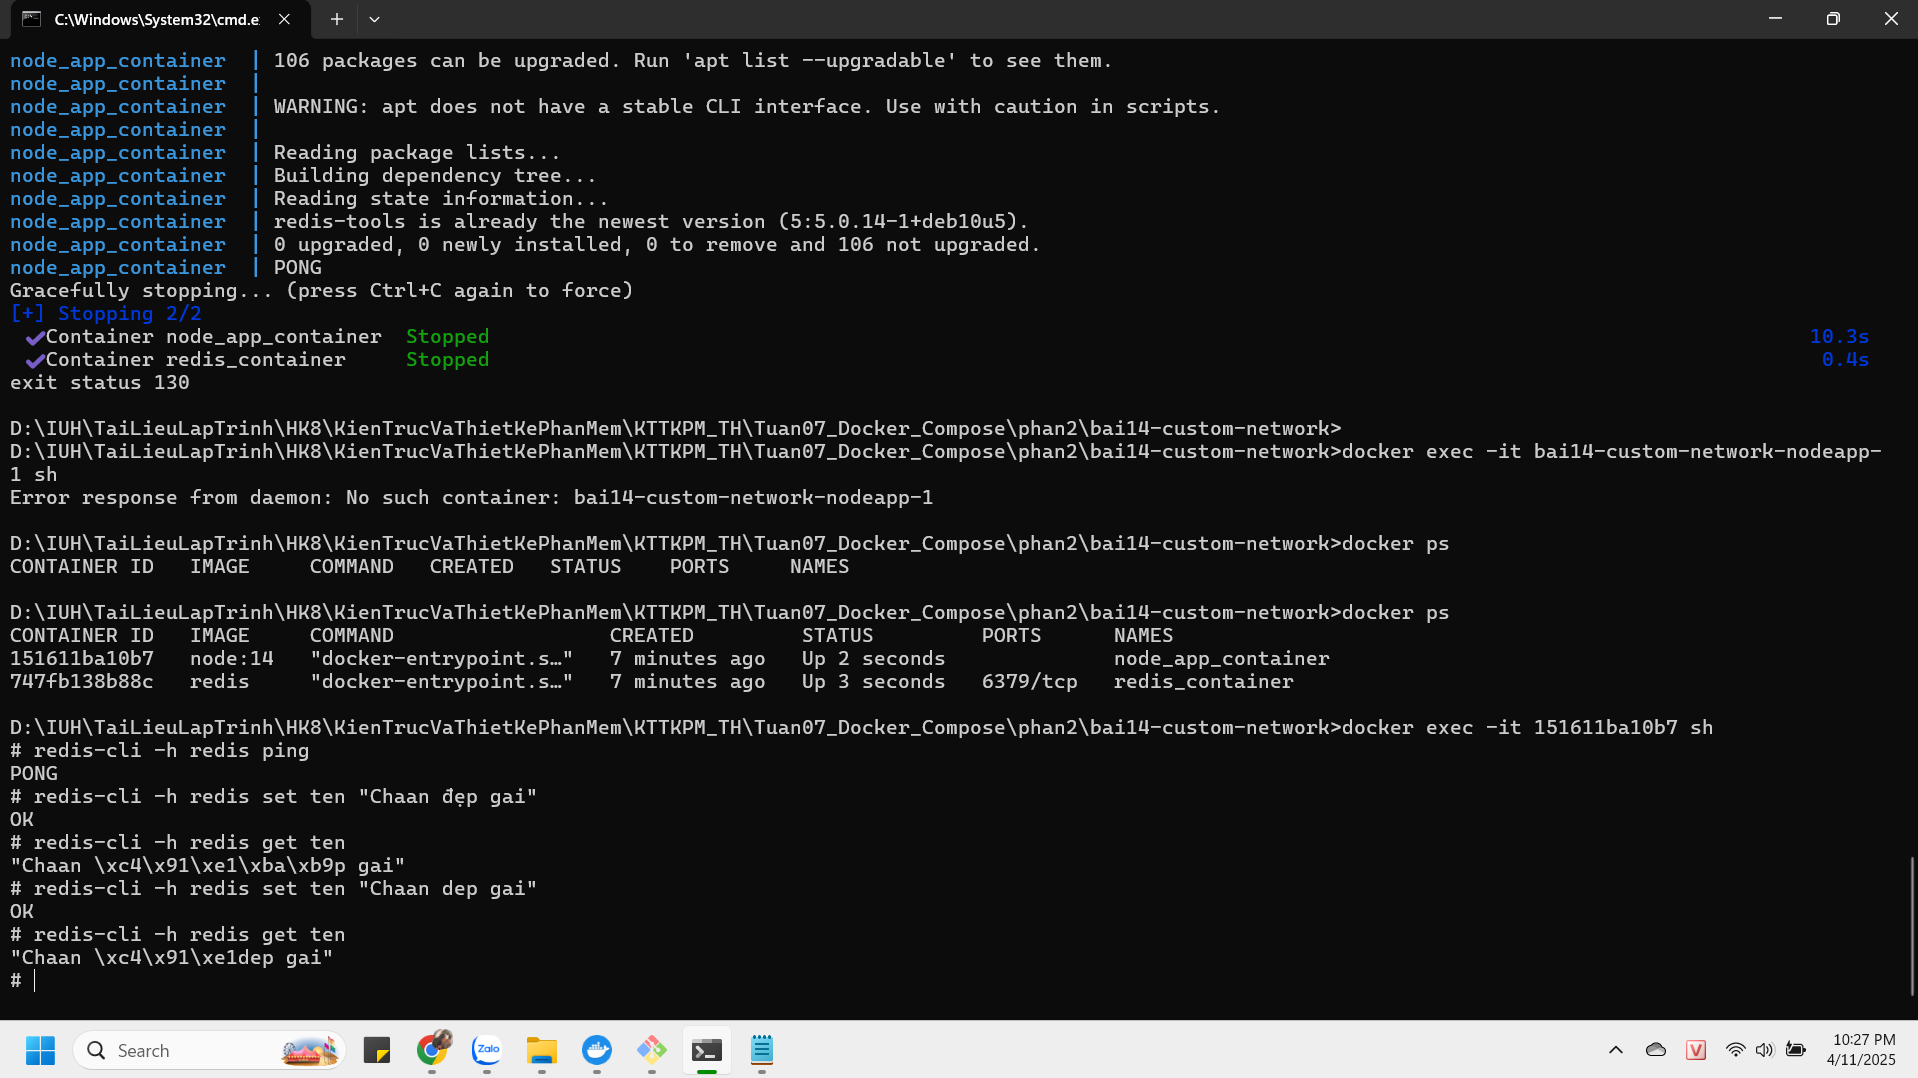 C:\Windows\System32\cmd.e
node_app_container | 106 packages can be upgraded. Run 'apt list --upgradable' to see them.
node_app_container |
node_app_container | WARNING: apt does not have a stable CLI interface. Use with caution in scripts.
node_app_container |
node_app_container | Reading package lists...
node_app_container | Building dependency tree...
node_app_container | Reading state information...
node_app_container | redis-tools is already the newest version (5:5.0.14-1+deb10u5).
node_app_container | 0 upgraded, 0 newly installed, 0 to remove and 106 not upgraded.
node_app_container | PONG
Gracefully stopping... (press Ctrl+C again to force)
[+] Stopping 2/2
✔Container node_app_container Stopped 10.3s
✔Container redis_container Stopped 0.4s
exit status 130
D:\IUH\TaiLieuLapTrinh\HK8\KienTrucVaThietKePhanMem\KTTKPM_TH\Tuan07_Docker_Compose\phan2\bai14-custom-network>
D:\IUH\TaiLieuLapTrinh\HK8\KienTrucVaThietKePhanMem\KTTKPM_TH\Tuan07_Docker_Compose\phan2\bai14-custom-network>docker exec -it bai14-custom-network-nodeapp-
1 sh
Error response from daemon: No such container: bai14-custom-network-nodeapp-1
D:\IUH\TaiLieuLapTrinh\HK8\KienTrucVaThietKePhanMem\KTTKPM_TH\Tuan07_Docker_Compose\phan2\bai14-custom-network>docker ps
CONTAINER ID IMAGE COMMAND CREATED STATUS PORTS NAMES
D:\IUH\TaiLieuLapTrinh\HK8\KienTrucVaThietKePhanMem\KTTKPM_TH\Tuan07_Docker_Compose\phan2\bai14-custom-network>docker ps
CONTAINER ID IMAGE COMMAND CREATED STATUS PORTS NAMES
151611ba10b7 node:14 "docker-entrypoint.s…" 7 minutes ago Up 2 seconds node_app_container
747fb138b88c redis "docker-entrypoint.s…" 7 minutes ago Up 3 seconds 6379/tcp redis_container
D:\IUH\TaiLieuLapTrinh\HK8\KienTrucVaThietKePhanMem\KTTKPM_TH\Tuan07_Docker_Compose\phan2\bai14-custom-network>docker exec -it 151611ba10b7 sh
# redis-cli -h redis ping
PONG
# redis-cli -h redis set ten "Chaan đẹp gai"
OK
# redis-cli -h redis get ten
"Chaan \xc4\x91\xe1\xba\xb9p gai"
# redis-cli -h redis set ten "Chaan dep gai"
OK
# redis-cli -h redis get ten
"Chaan \xc4\x91\xe1dep gai"
#
Search
Zalo
V
10:27 PM
4/11/2025